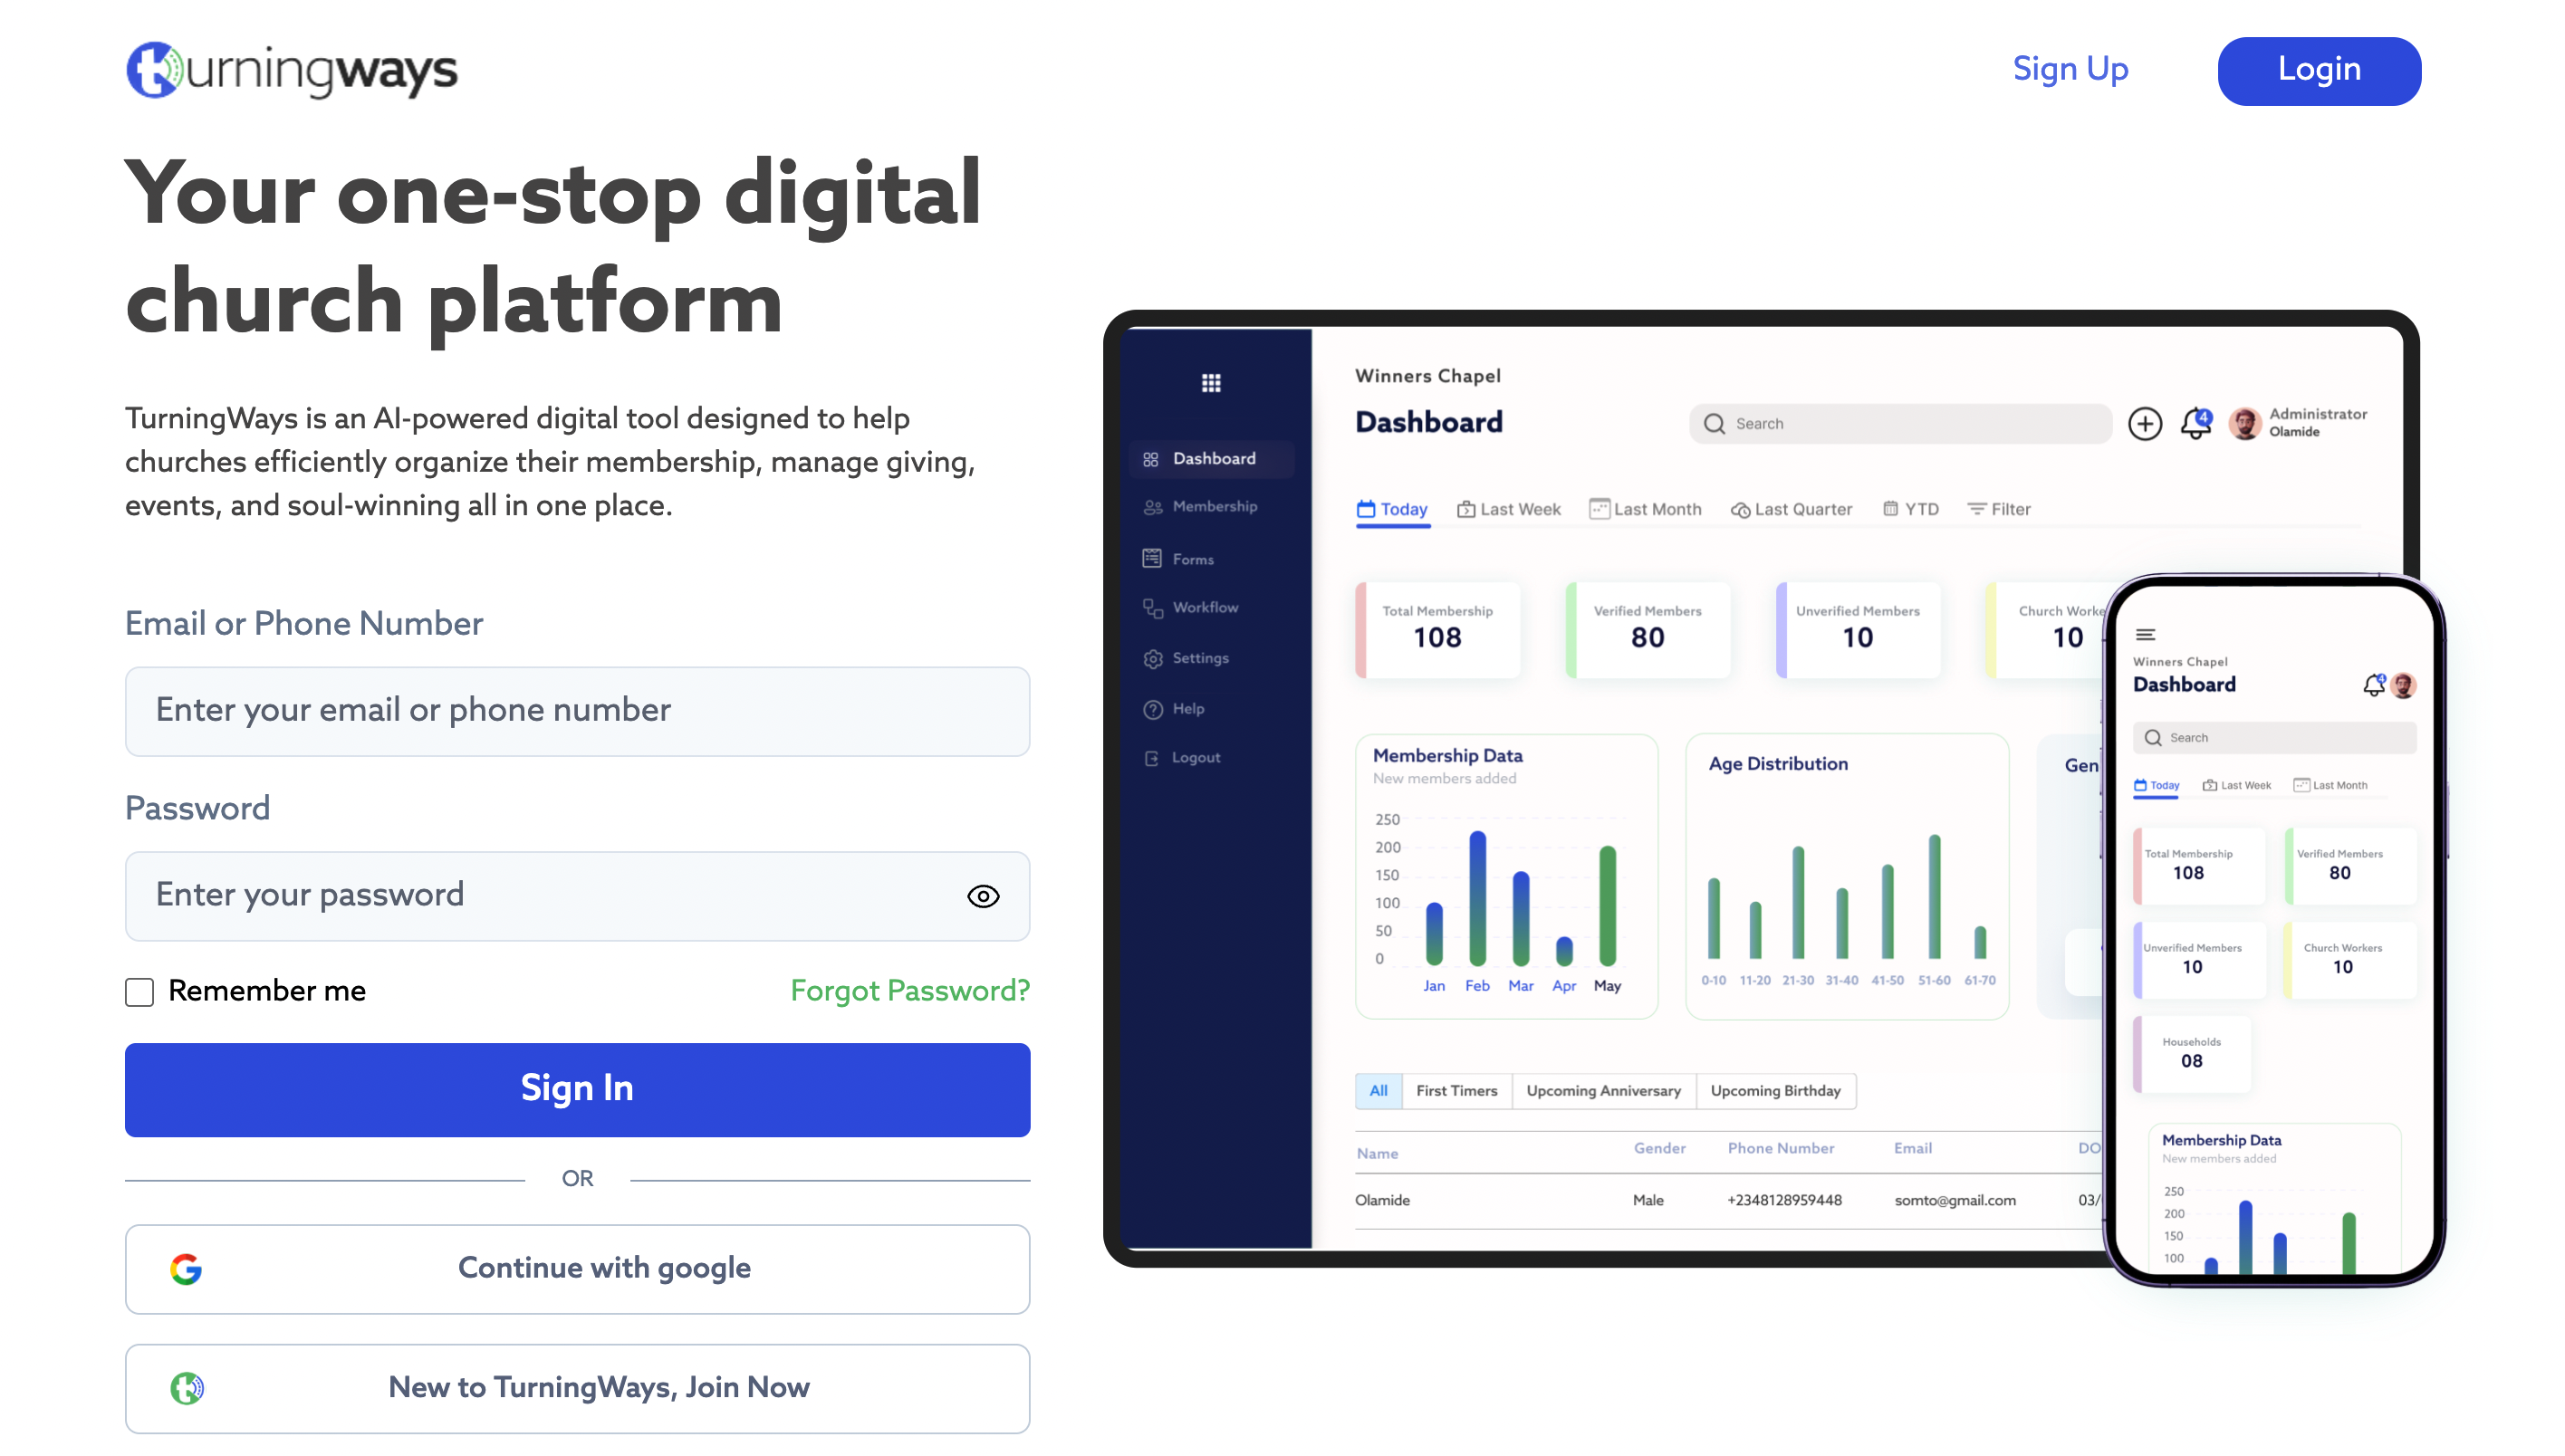 turningways
Sign Up
Login
Your one-stop digital
church platform
TurningWays is an AI-powered digital tool designed to help
churches efficiently organize their membership, manage giving,
events, and soul-winning all in one place.
Email or Phone Number
Enter your email or phone number
Password
Enter your password
Remember me
Forgot Password?
Sign In
OR
Continue with google
New to TurningWays, Join Now
Dashboard
Membership
Forms
Workflow
Settings
Help
Logout
Winners Chapel
Dashboard
Search
4
Administrator
Olamide
Today
Last Week
Last Month
Last Quarter
YTD
Filter
Total Membership
108
Verified Members
80
Unverified Members
10
Church Worke
10
Membership Data
New members added
250
200
150
100
50
0
Jan Feb Mar Apr May
Age Distribution
0-10 11-20 21-30 31-40 41-50 51-60 61-70
Gen
All
First Timers
Upcoming Anniversary
Upcoming Birthday
Name Gender Phone Number Email DO
Olamide Male +2348128959448 somto@gmail.com 03/
Winners Chapel
Dashboard
4
Search
Today
Last Week
Last Month
Total Membership
108
Verified Members
80
Unverified Members
10
Church Workers
10
Households
08
Membership Data
New members added
250
200
150
100